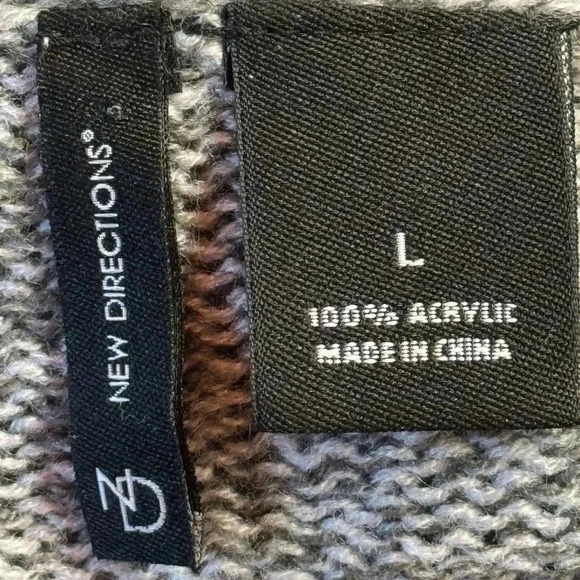 NEW DIRECTIONS®
ND
L
100% ACRYLIC
MADE IN CHINA